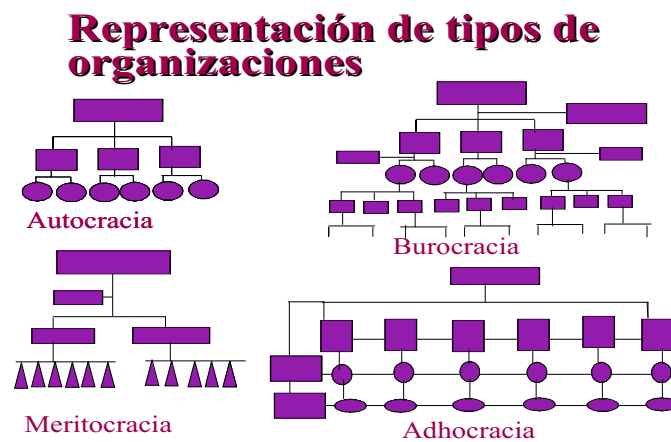 Representación de tipos de
organizaciones
Autocracia
Burocracia
Meritocracia
Adhocracia